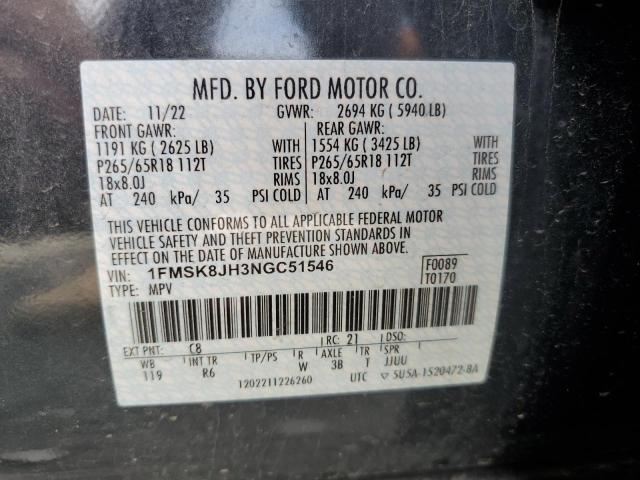 MFD. BY FORD MOTOR CO.
DATE: 11/22 GVWR: 2694 KG ( 5940 LB)
FRONT GAWR: REAR GAWR:
1191 KG ( 2625 LB) WITH 1554 KG ( 3425 LB) WITH
P265/65R18 112T TIRES P265/65R18 112T TIRES
18x8.0J RIMS 18x8.0J RIMS
AT 240 kPa/ 35 PSI COLD AT 240 kPa/ 35 PSI COLD
THIS VEHICLE CONFORMS TO ALL APPLICABLE FEDERAL MOTOR
VEHICLE SAFETY AND THEFT PREVENTION STANDARDS IN
EFFECT ON THE DATE OF MANUFACTURE SHOWN ABOVE.
VIN: 1FMSK8JH3NGC51546 F0089
TYPE: MPV T0170
EXT PNT: C8 RC: 21 DSO:
WB INT TR TP/PS R AXLE TR SPR
119 R6 W 3B T JJUU
1202211226260 UTC ▽ 5U5A-1520472-BA